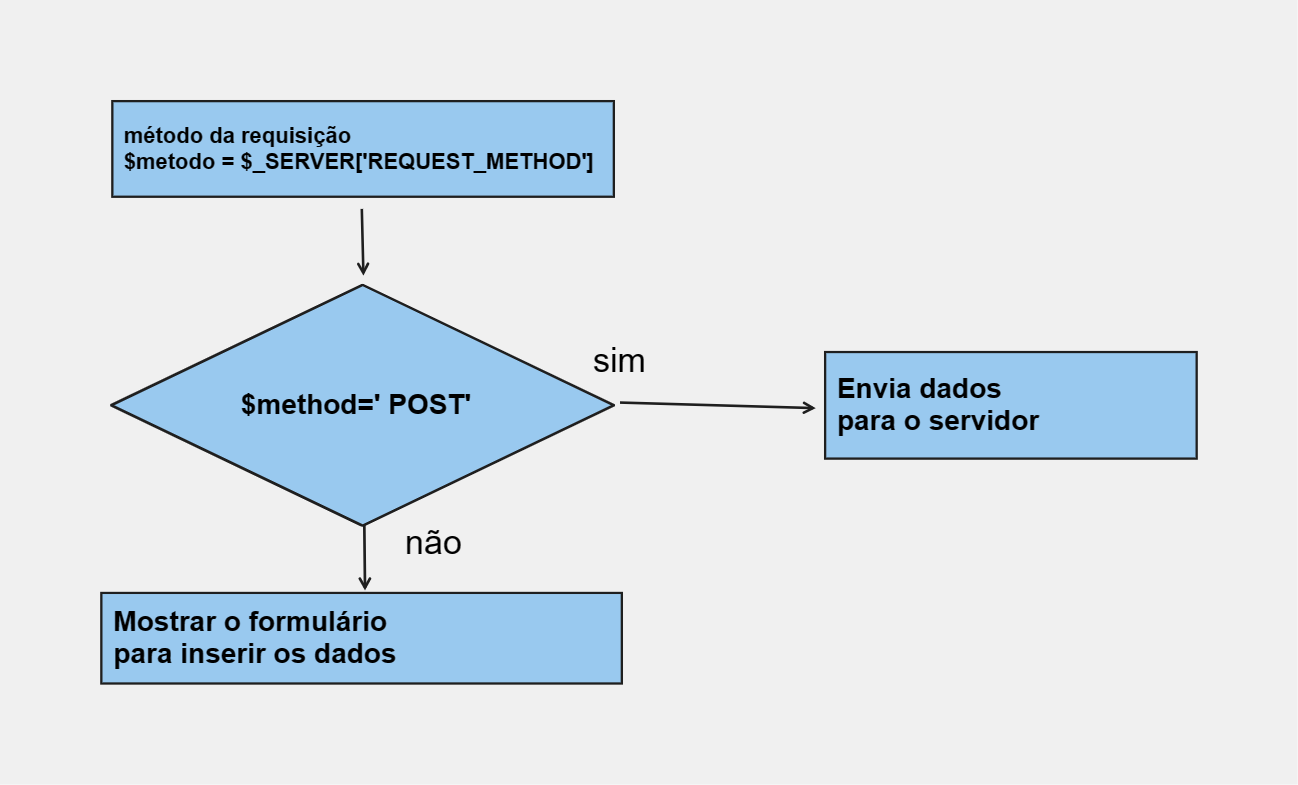 método da requisição
$metodo = $_SERVER['REQUEST_METHOD']
$method=' POST'
sim
Envia dados
para o servidor
não
Mostrar o formulário
para inserir os dados